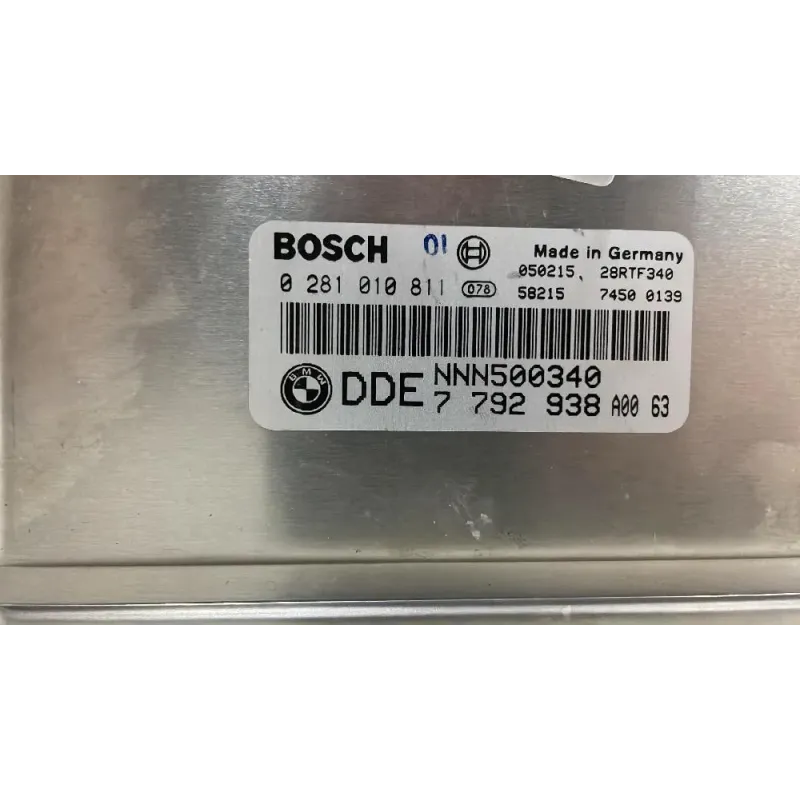 BOSCH 01 Made in Germany
050215, 28RTF340
0 281 010 811 078 58215 7450 0139
BMW DDE NNN500340
7 792 938 A00 63